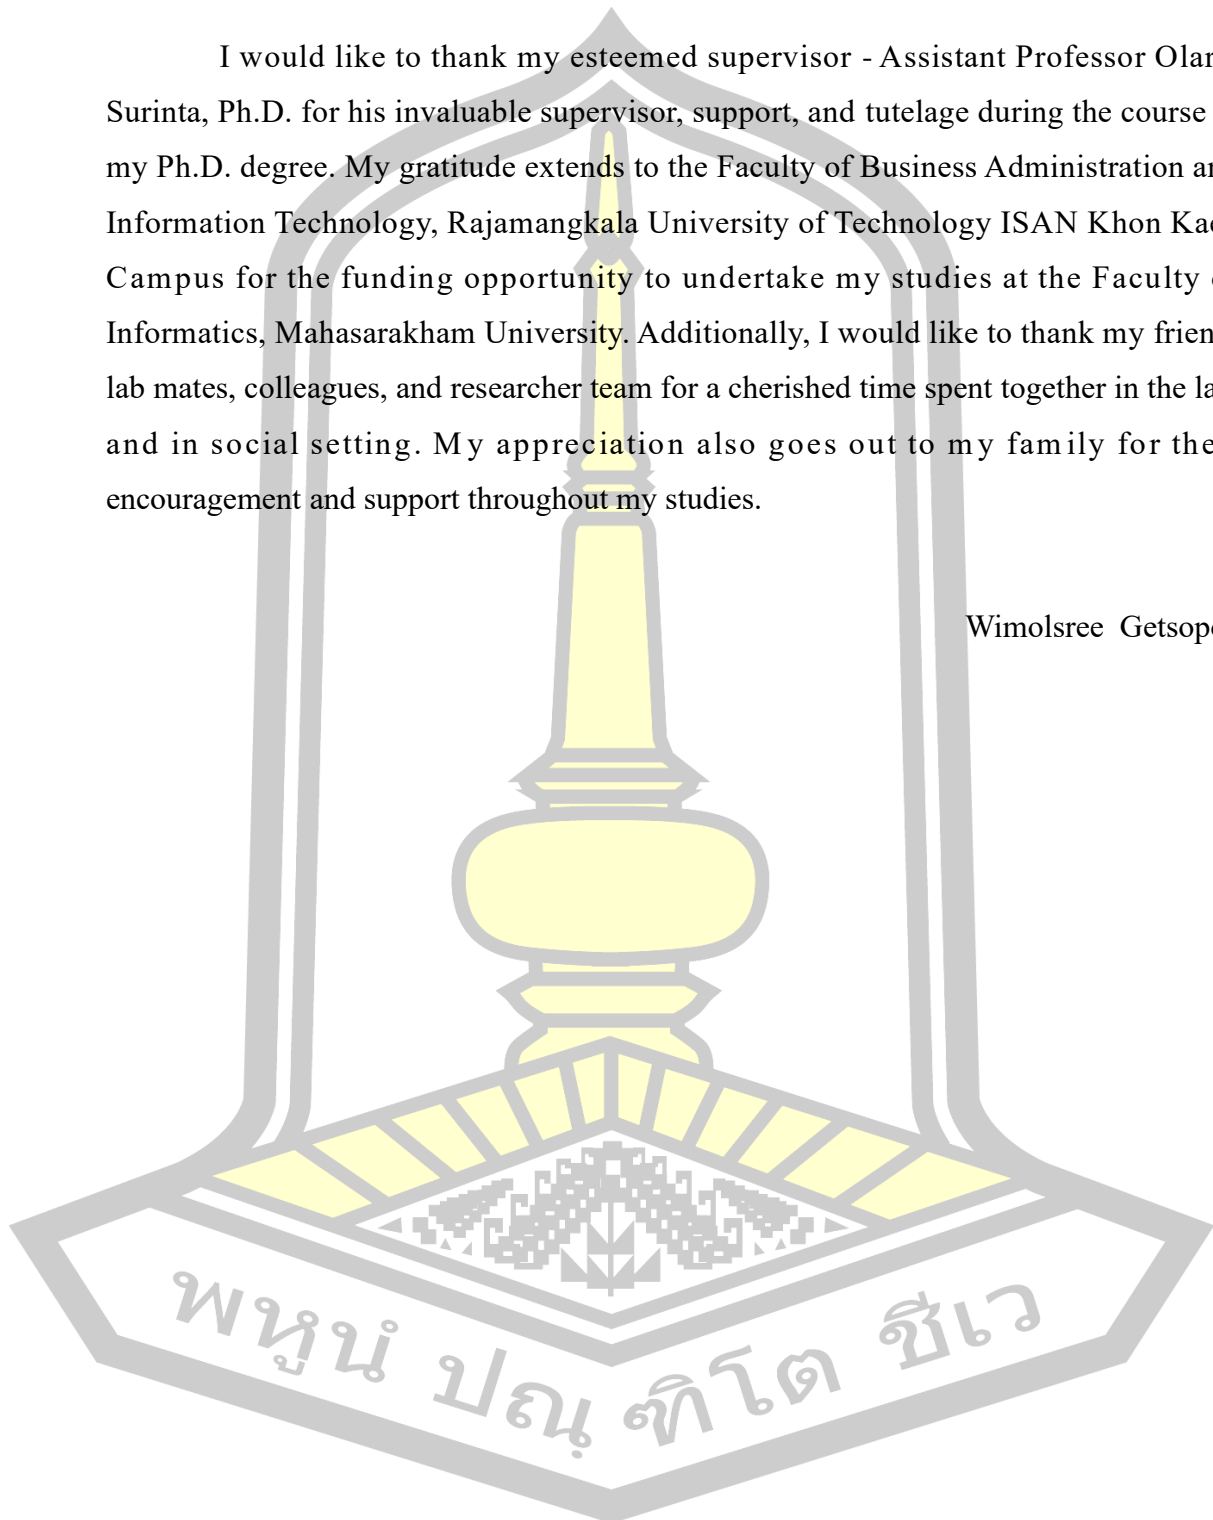 I would like to thank my esteemed supervisor - Assistant Professor Olar
Surinta, Ph.D. for his invaluable supervisor, support, and tutelage during the course
my Ph.D. degree. My gratitude extends to the Faculty of Business Administration
Information Technology, Rajamangkala University of Technology ISAN Khon
Campus for the funding opportunity to undertake my studies at the Faculty
Informatics, Mahasarakham University. Additionally, I would like to thank my
lab mates, colleagues, and researcher team for a cherished time spent together in the
and in social setting. My appreciation also goes out to my family for
encouragement and support throughout my studies.
Wimolsree
พหูนํ ปณฺ ฑิโต ชีเว